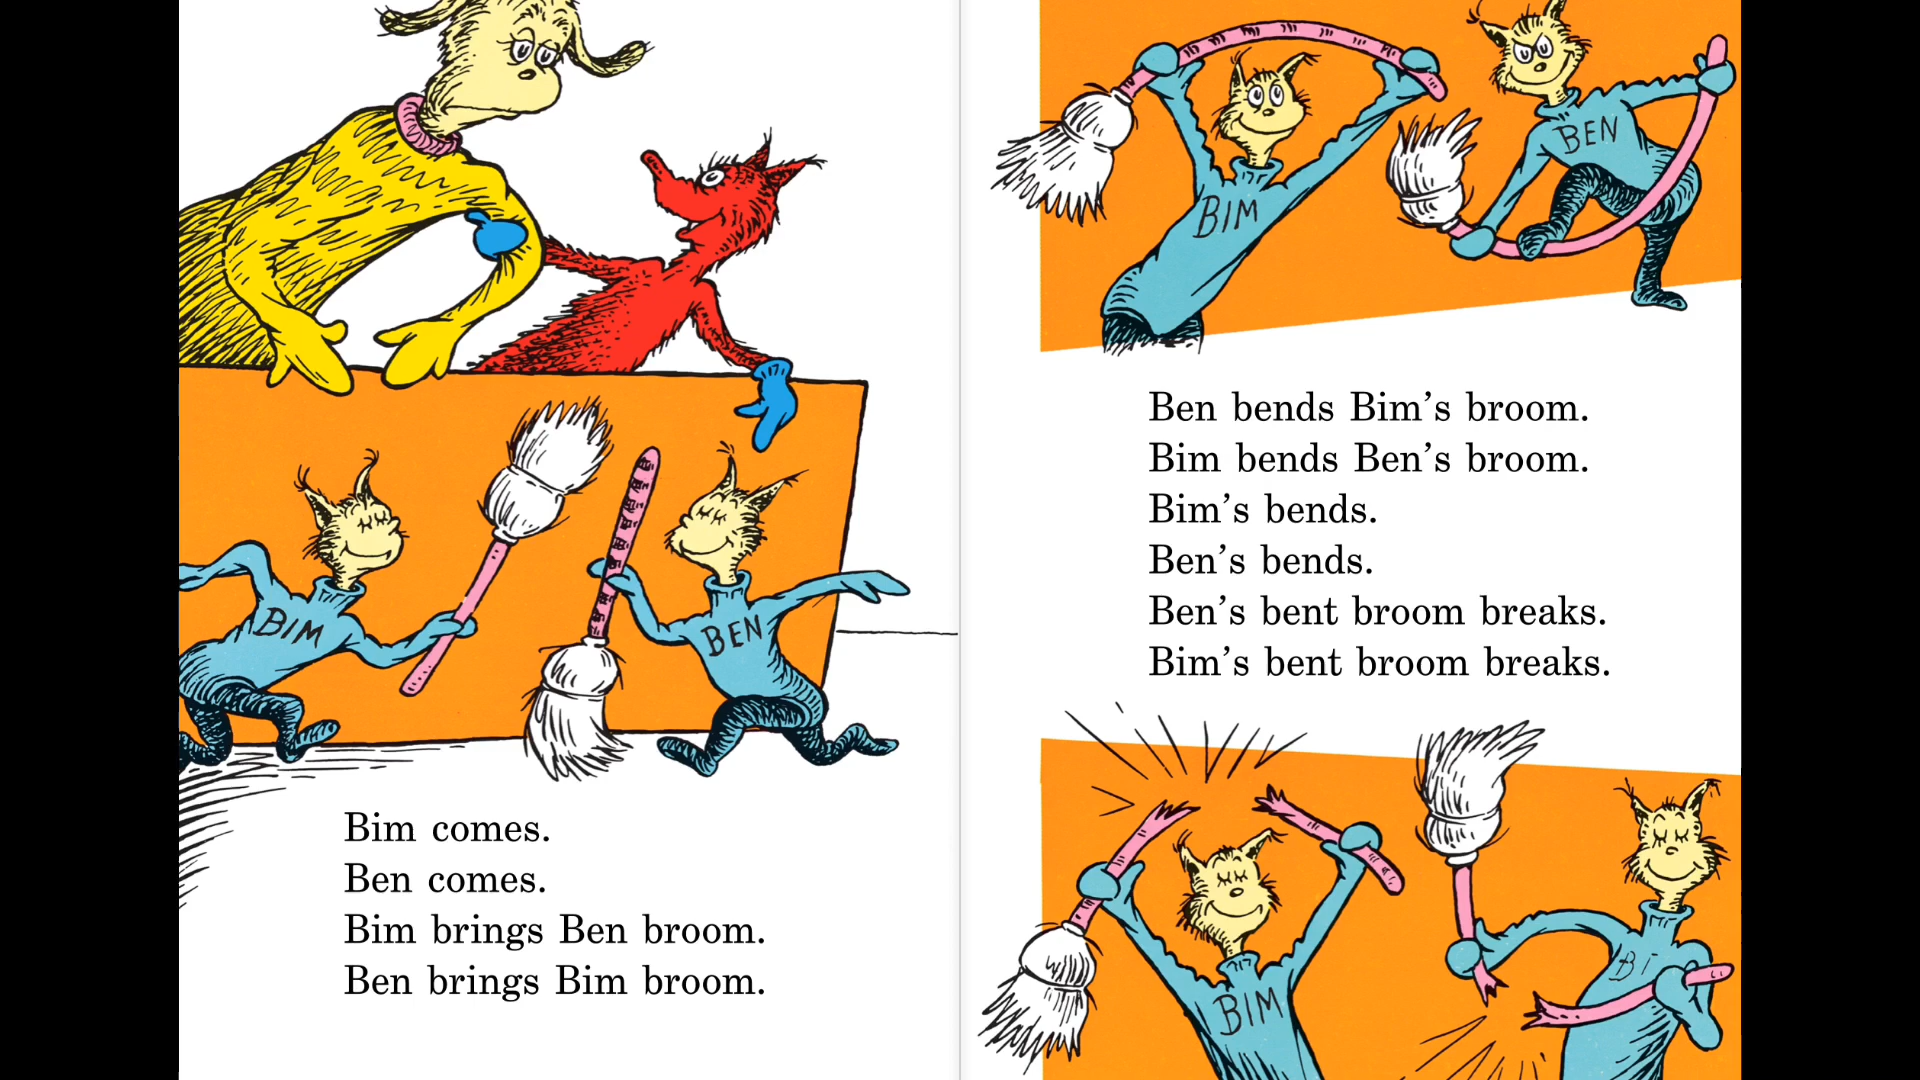 BIM
BEN
Bim comes.
Ben comes.
Bim brings Ben broom.
Ben brings Bim broom.
BIM
BEN
Ben bends Bim’s broom.
Bim bends Ben’s broom.
Bim’s bends.
Ben’s bends.
Ben’s bent broom breaks.
Bim’s bent broom breaks.
BIM